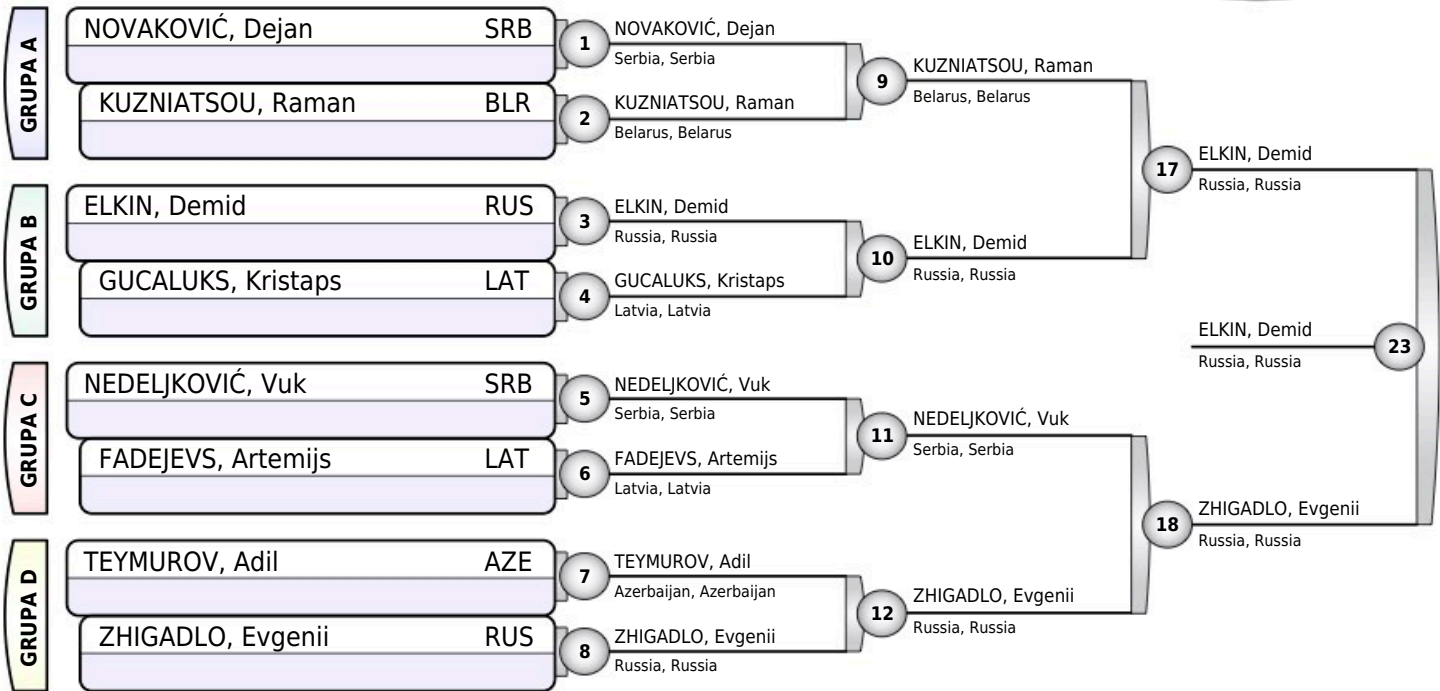 GRUPA A
NOVAKOVIĆ, Dejan SRB
KUZNIATSOU, Raman BLR
1
NOVAKOVIĆ, Dejan
Serbia, Serbia
2
KUZNIATSOU, Raman
Belarus, Belarus
9
KUZNIATSOU, Raman
Belarus, Belarus
GRUPA B
ELKIN, Demid RUS
GUCALUKS, Kristaps LAT
3
ELKIN, Demid
Russia, Russia
4
GUCALUKS, Kristaps
Latvia, Latvia
10
ELKIN, Demid
Russia, Russia
17
ELKIN, Demid
Russia, Russia
GRUPA C
NEDELJKOVIĆ, Vuk SRB
FADEJEVS, Artemijs LAT
5
NEDELJKOVIĆ, Vuk
Serbia, Serbia
6
FADEJEVS, Artemijs
Latvia, Latvia
11
NEDELJKOVIĆ, Vuk
Serbia, Serbia
GRUPA D
TEYMUROV, Adil AZE
ZHIGADLO, Evgenii RUS
7
TEYMUROV, Adil
Azerbaijan, Azerbaijan
8
ZHIGADLO, Evgenii
Russia, Russia
12
ZHIGADLO, Evgenii
Russia, Russia
18
ZHIGADLO, Evgenii
Russia, Russia
ELKIN, Demid
Russia, Russia
23